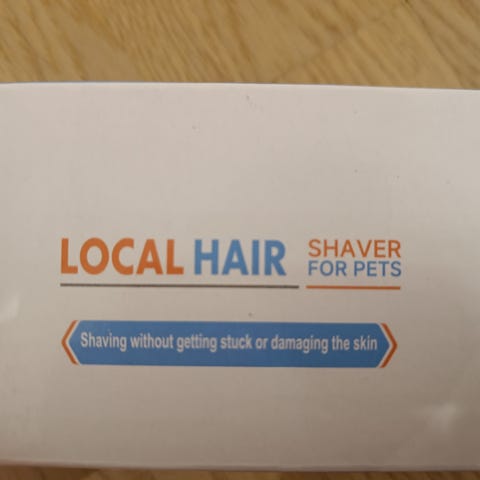 LOCAL HAIR SHAVER
FOR PETS
Shaving without getting stuck or damaging the skin